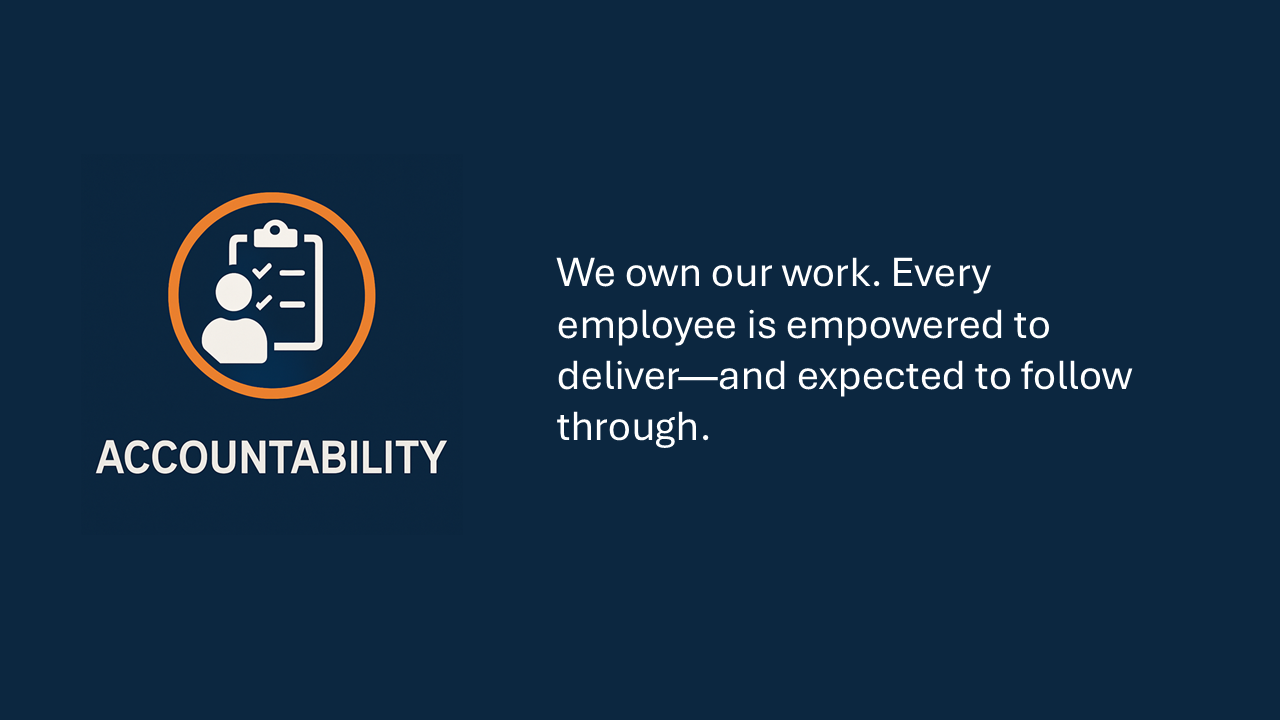 ACCOUNTABILITY
We own our work. Every
employee is empowered to
deliver—and expected to follow
through.